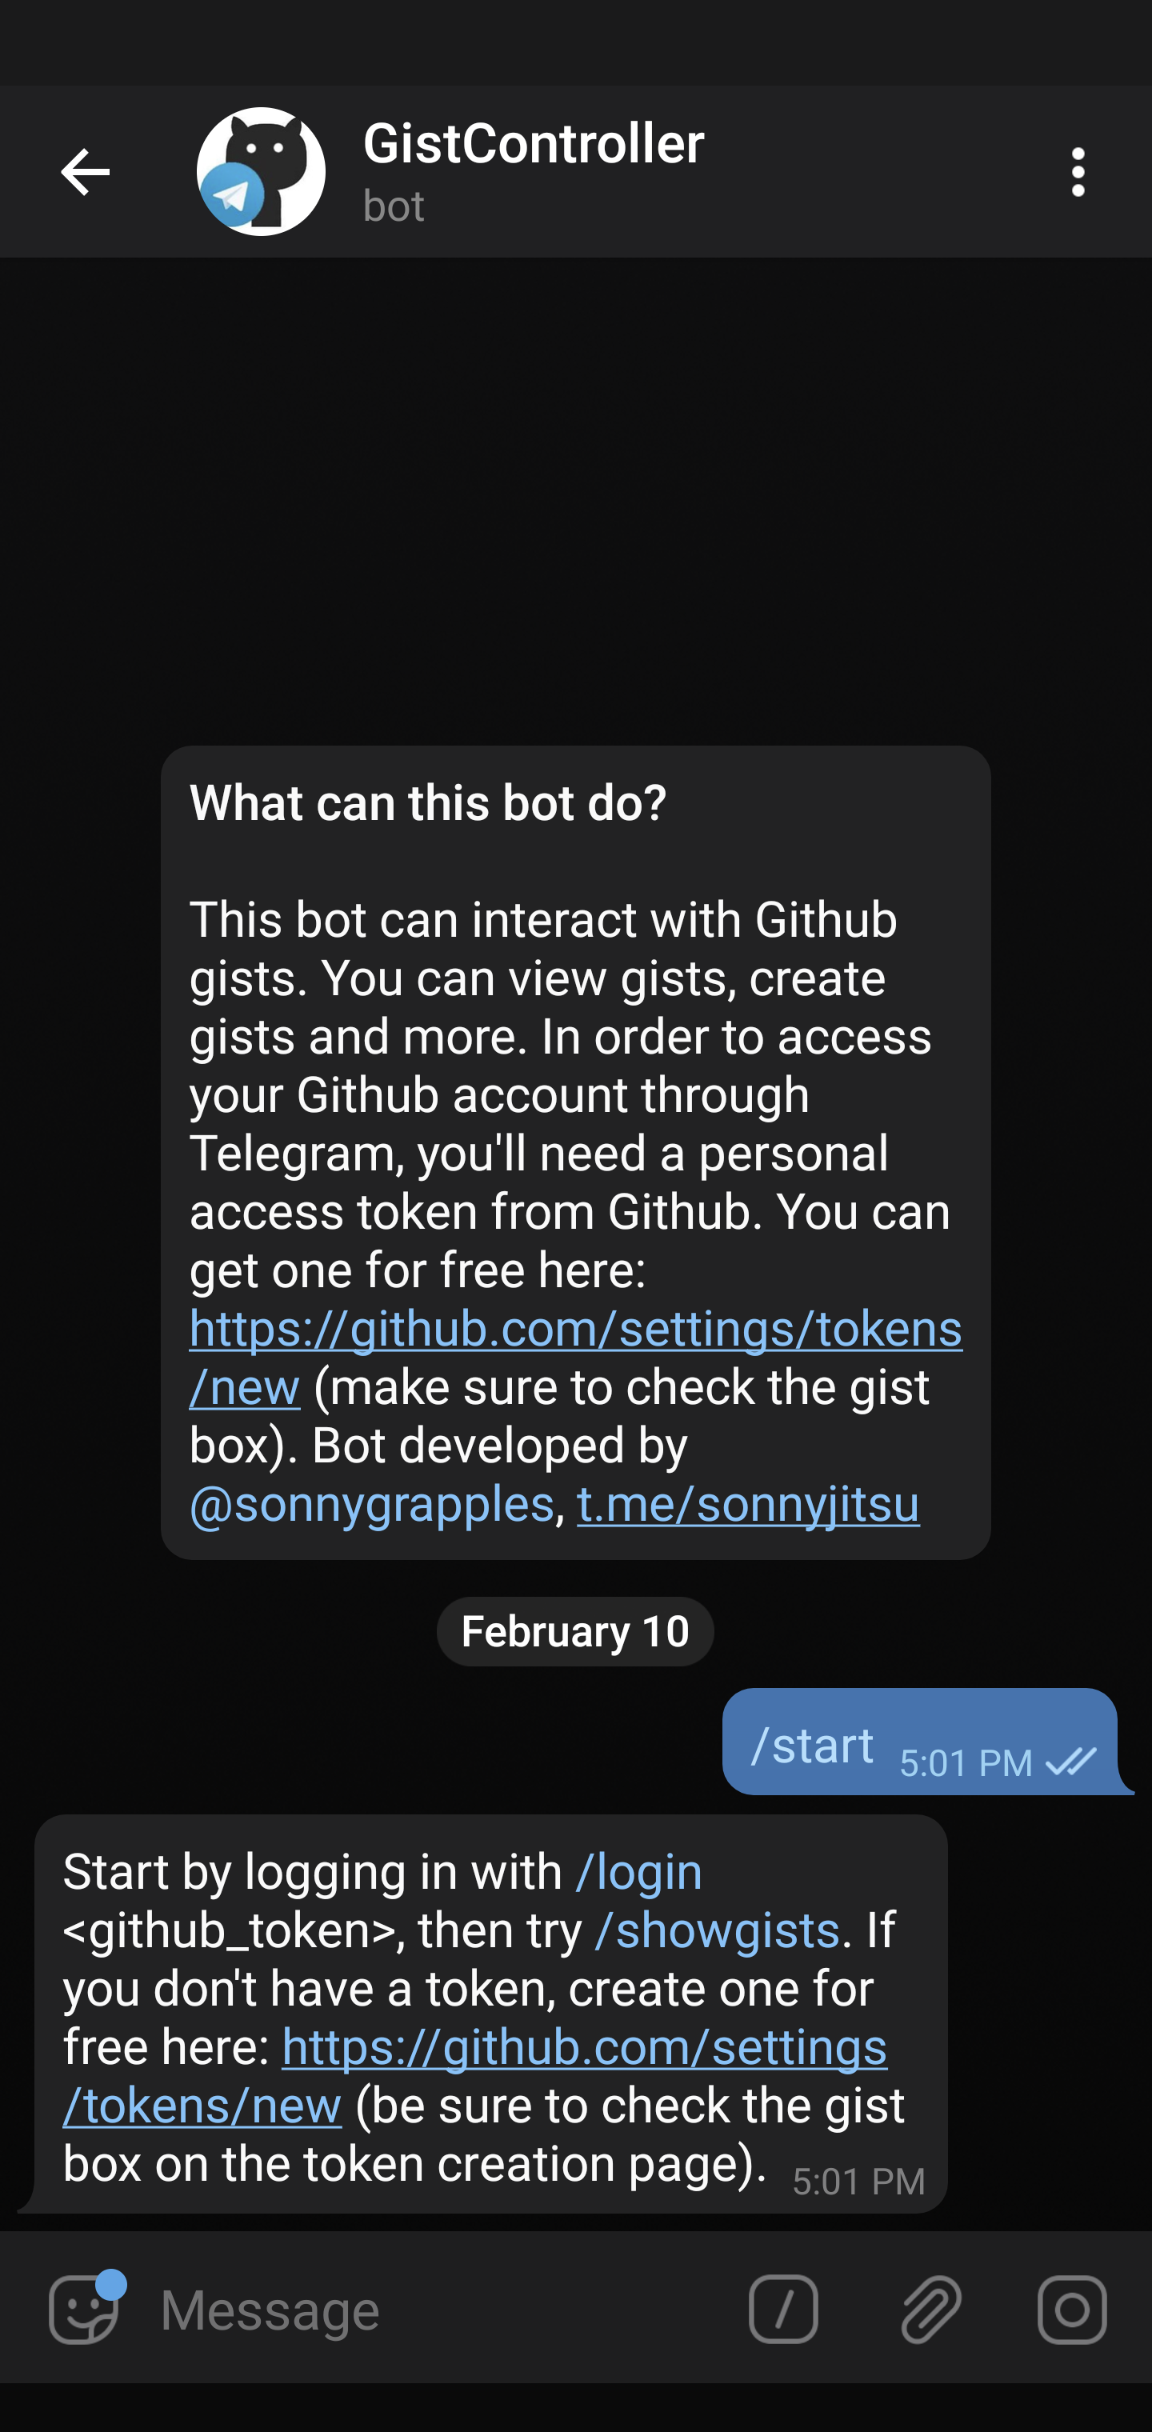 GistController
bot
What can this bot do?
This bot can interact with Github
gists. You can view gists, create
gists and more. In order to access
your Github account through
Telegram, you'll need a personal
access token from Github. You can
get one for free here:
https://github.com/settings/tokens
/new (make sure to check the gist
box). Bot developed by
@sonnygrapples, t.me/sonnyjitsu
February 10
/start 5:01 PM
Start by logging in with /login
<github_token>, then try /showgists. If
you don't have a token, create one for
free here: https://github.com/settings
/tokens/new (be sure to check the gist
box on the token creation page). 5:01 PM
Message